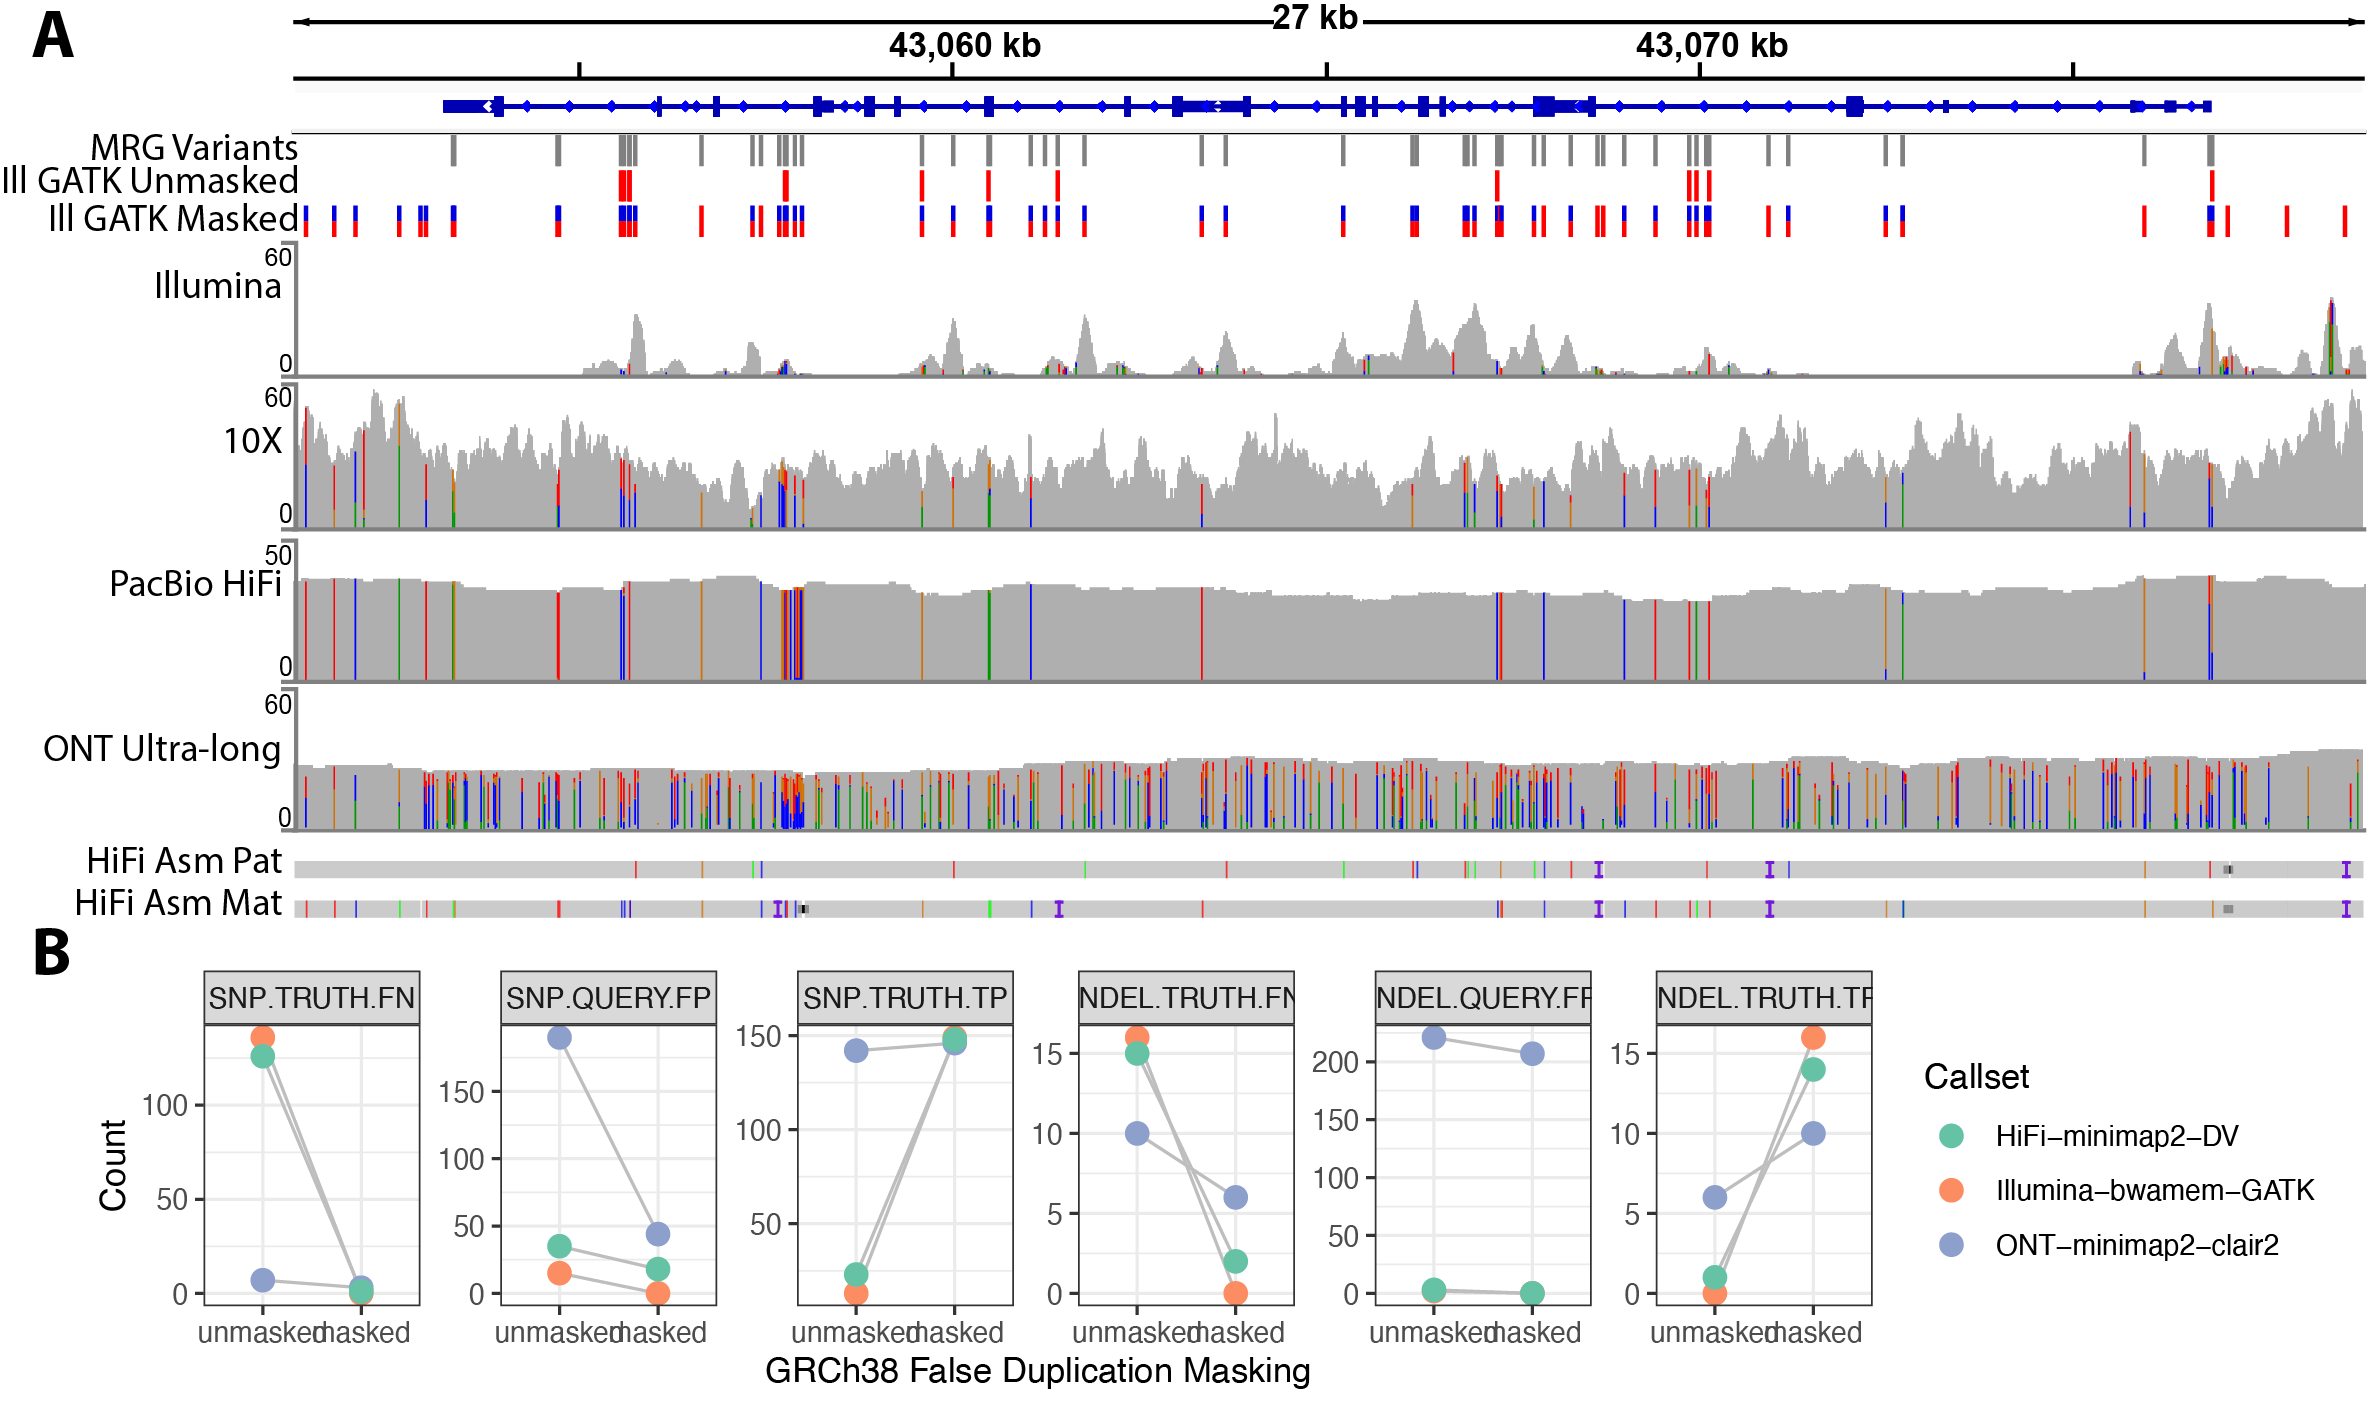 A
27 kb
43,060 kb
43,070 kb
MRG Variants
Ill GATK Unmasked
Ill GATK Masked
60
Illumina
0
60
10X
0
50
PacBio HiFi
0
60
ONT Ultra-long
0
HiFi Asm Pat
HiFi Asm Mat
B
SNP.TRUTH.FN
SNP.QUERY.FP
SNP.TRUTH.TP
NDEL.TRUTH.FN
NDEL.QUERY.FP
NDEL.TRUTH.TP
Count
100
50
0
150
100
50
0
150
100
50
15
10
5
0
200
150
100
50
0
15
10
5
0
unmasked masked
unmasked masked
unmasked masked
unmasked masked
unmasked masked
unmasked masked
GRCh38 False Duplication Masking
Callset
HiFi−minimap2−DV
Illumina−bwamem−GATK
ONT−minimap2−clair2